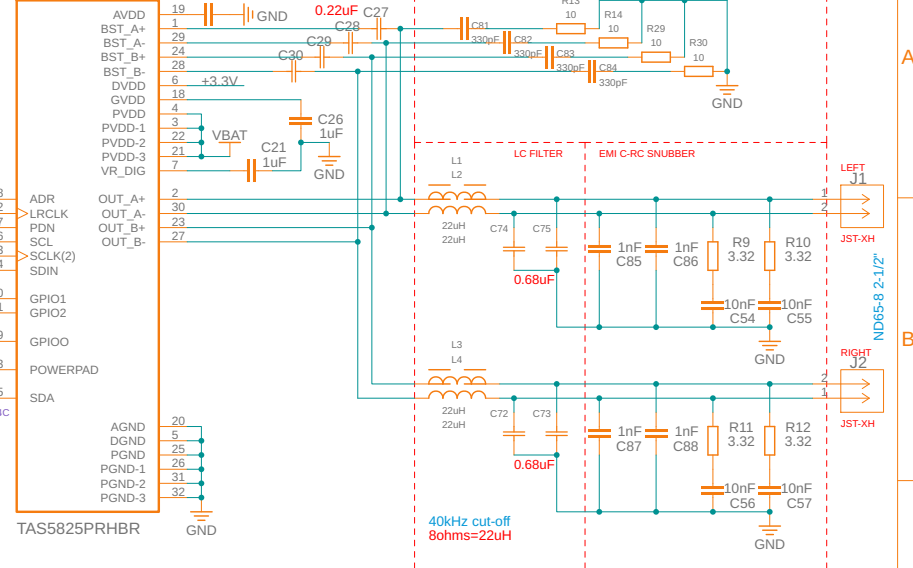 AVDD 19
GND
0.22uF C27
BST_A+ 1
C28
C81
330pF
10
R14
10
BST_A- 29
C29
C82
330pF
R29
10
BST_B+ 24
C30
C83
330pF
R30
10
BST_B- 28
C84
330pF
DVDD 6 +3.3V
GVDD 18
GND
PVDD 4
C26
1uF
PVDD-1 3
PVDD-2 22
VBAT
PVDD-3 21
C21
1uF
VR_DIG 7
GND
LC FILTER
EMI C-RC SNUBBER
L1
L2
LEFT
J1
ADR
OUT_A+ 2
1
LRCLK
OUT_A- 30
2
PDN
OUT_B+ 23
22uH
22uH
C74
C75
JST-XH
SCL
OUT_B- 27
1nF
C85
1nF
C86
R9
3.32
R10
3.32
SCLK(2)
SDIN
0.68uF
ND65-8 2-1/2"
GPIO1
GPIO2
10nF
C54
10nF
C55
GPIOO
GND
L3
L4
RIGHT
J2
POWERPAD
2
SDA
1
22uH
22uH
C72
C73
JST-XH
AGND 20
DGND 5
1nF
C87
1nF
C88
R11
3.32
R12
3.32
PGND 25
PGND-1 26
0.68uF
PGND-2 31
PGND-3 32
10nF
C56
10nF
C57
TAS5825PRHBR
GND
40kHz cut-off
8ohms=22uH
GND
A
B